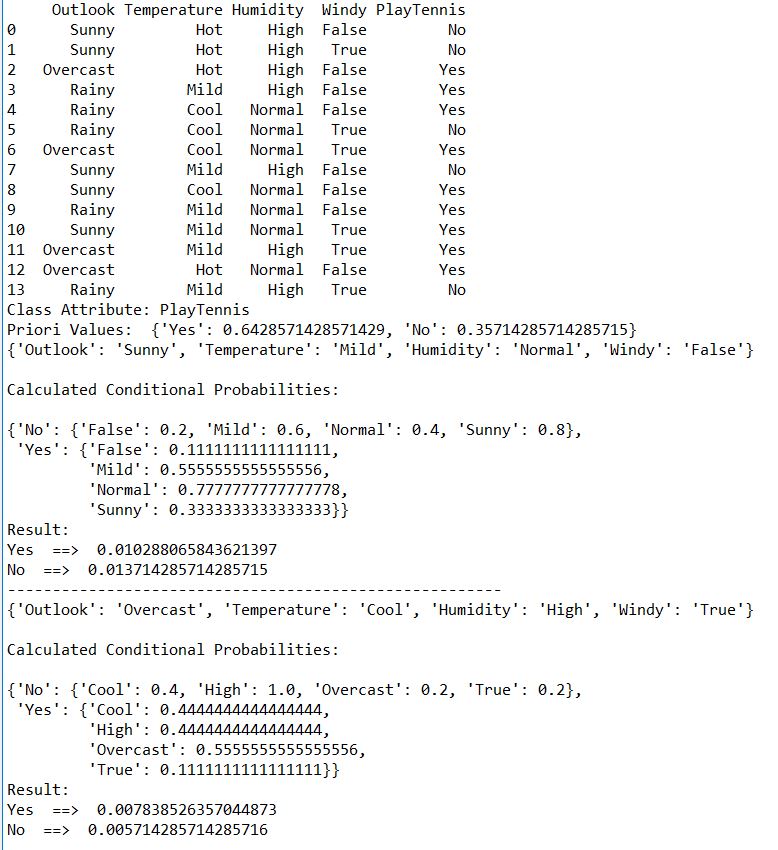 Outlook Temperature Humidity Windy PlayTennis
0 Sunny Hot High False No
1 Sunny Hot High True No
2 Overcast Hot High False Yes
3 Rainy Mild High False Yes
4 Rainy Cool Normal False Yes
5 Rainy Cool Normal True No
6 Overcast Cool Normal True Yes
7 Sunny Mild High False No
8 Sunny Cool Normal False Yes
9 Rainy Mild Normal False Yes
10 Sunny Mild Normal True Yes
11 Overcast Mild High True Yes
12 Overcast Hot Normal False Yes
13 Rainy Mild High True No
Class Attribute: PlayTennis
Priori Values:  {'Yes': 0.6428571428571429, 'No': 0.35714285714285715}
{'Outlook': 'Sunny', 'Temperature': 'Mild', 'Humidity': 'Normal', 'Windy': 'False'}
Calculated Conditional Probabilities:
{'No': {'False': 0.2, 'Mild': 0.6, 'Normal': 0.4, 'Sunny': 0.8},
'Yes': {'False': 0.1111111111111111,
'Mild': 0.5555555555555556,
'Normal': 0.7777777777777778,
'Sunny': 0.3333333333333333}}
Result:
Yes  ==>  0.010288065843621397
No  ==>  0.013714285714285715
-------------------------------------------------------
{'Outlook': 'Overcast', 'Temperature': 'Cool', 'Humidity': 'High', 'Windy': 'True'}
Calculated Conditional Probabilities:
{'No': {'Cool': 0.4, 'High': 1.0, 'Overcast': 0.2, 'True': 0.2},
'Yes': {'Cool': 0.4444444444444444,
'High': 0.4444444444444444,
'Overcast': 0.5555555555555556,
'True': 0.1111111111111111}}
Result:
Yes  ==>  0.007838526357044873
No  ==>  0.005714285714285716